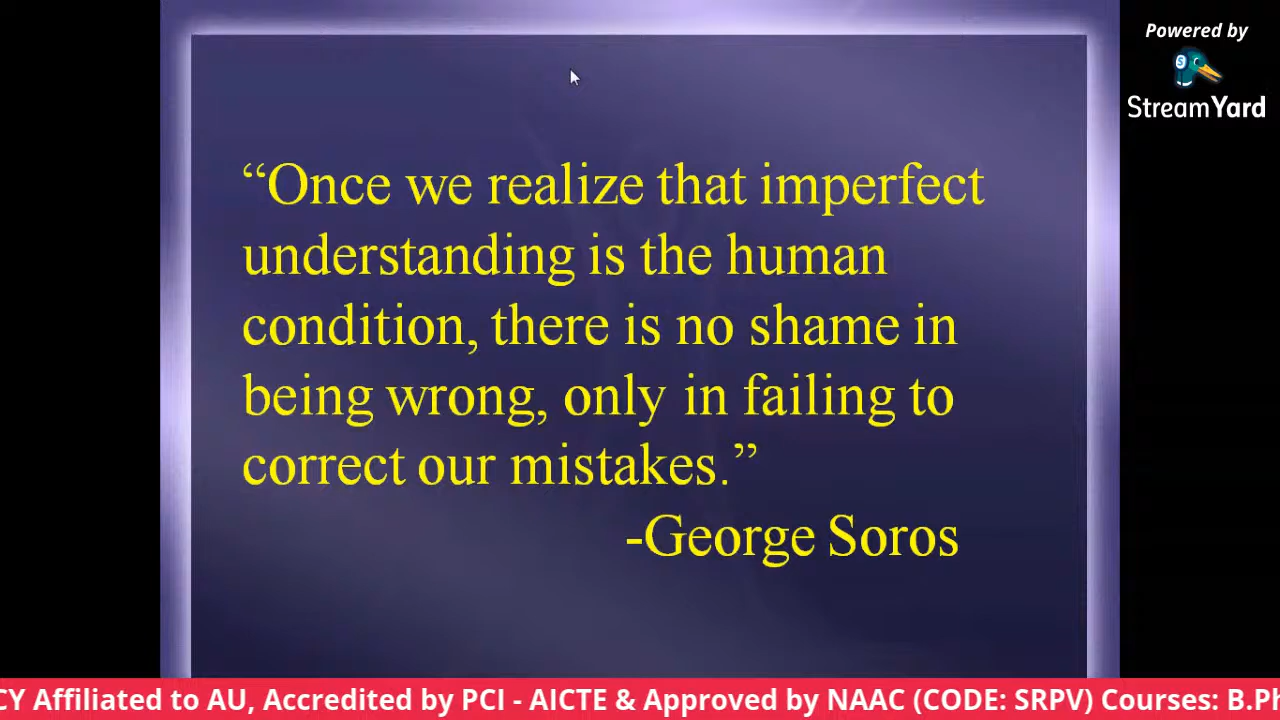 Powered by
StreamYard
“Once we realize that imperfect
understanding is the human
condition, there is no shame in
being wrong, only in failing to
correct our mistakes.”
-George Soros
CY Affiliated to AU, Accredited by PCI - AICTE & Approved by NAAC (CODE: SRPV) Courses: B.Ph